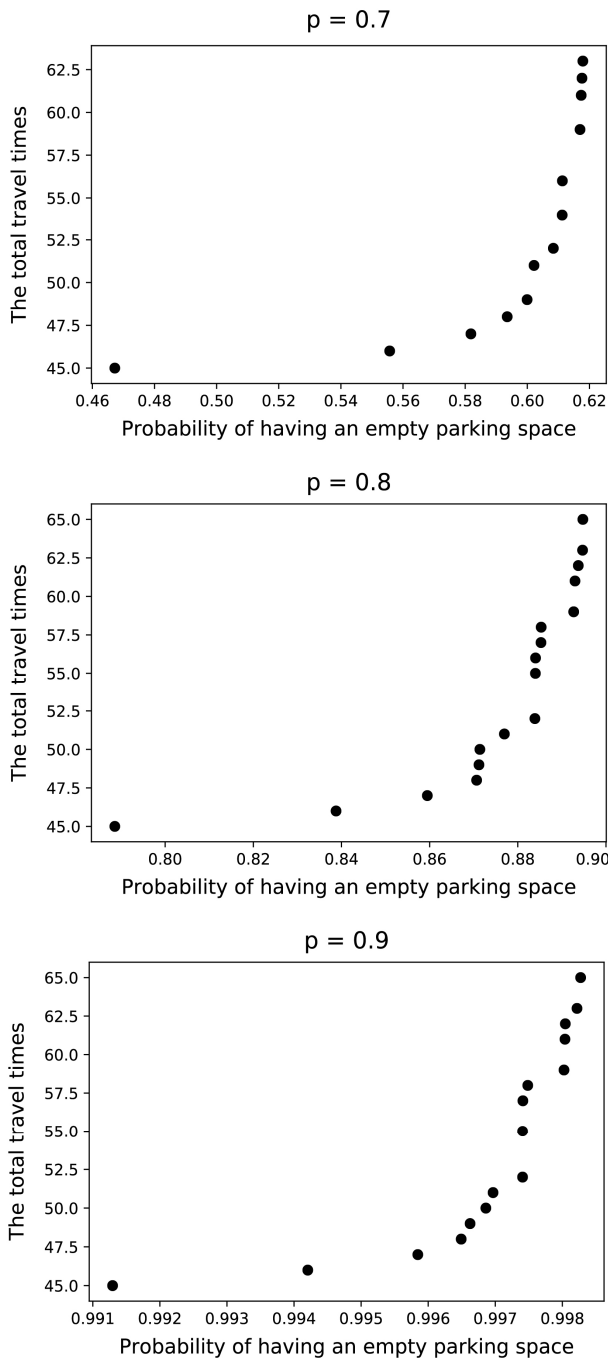 p = 0.7
The total travel times
62.5
60.0
57.5
55.0
52.5
50.0
47.5
45.0
0.46 0.48 0.50 0.52 0.54 0.56 0.58 0.60 0.62
Probability of having an empty parking space
p = 0.8
The total travel times
65.0
62.5
60.0
57.5
55.0
52.5
50.0
47.5
45.0
0.80 0.82 0.84 0.86 0.88 0.90
Probability of having an empty parking space
p = 0.9
The total travel times
65.0
62.5
60.0
57.5
55.0
52.5
50.0
47.5
45.0
0.991 0.992 0.993 0.994 0.995 0.996 0.997 0.998
Probability of having an empty parking space